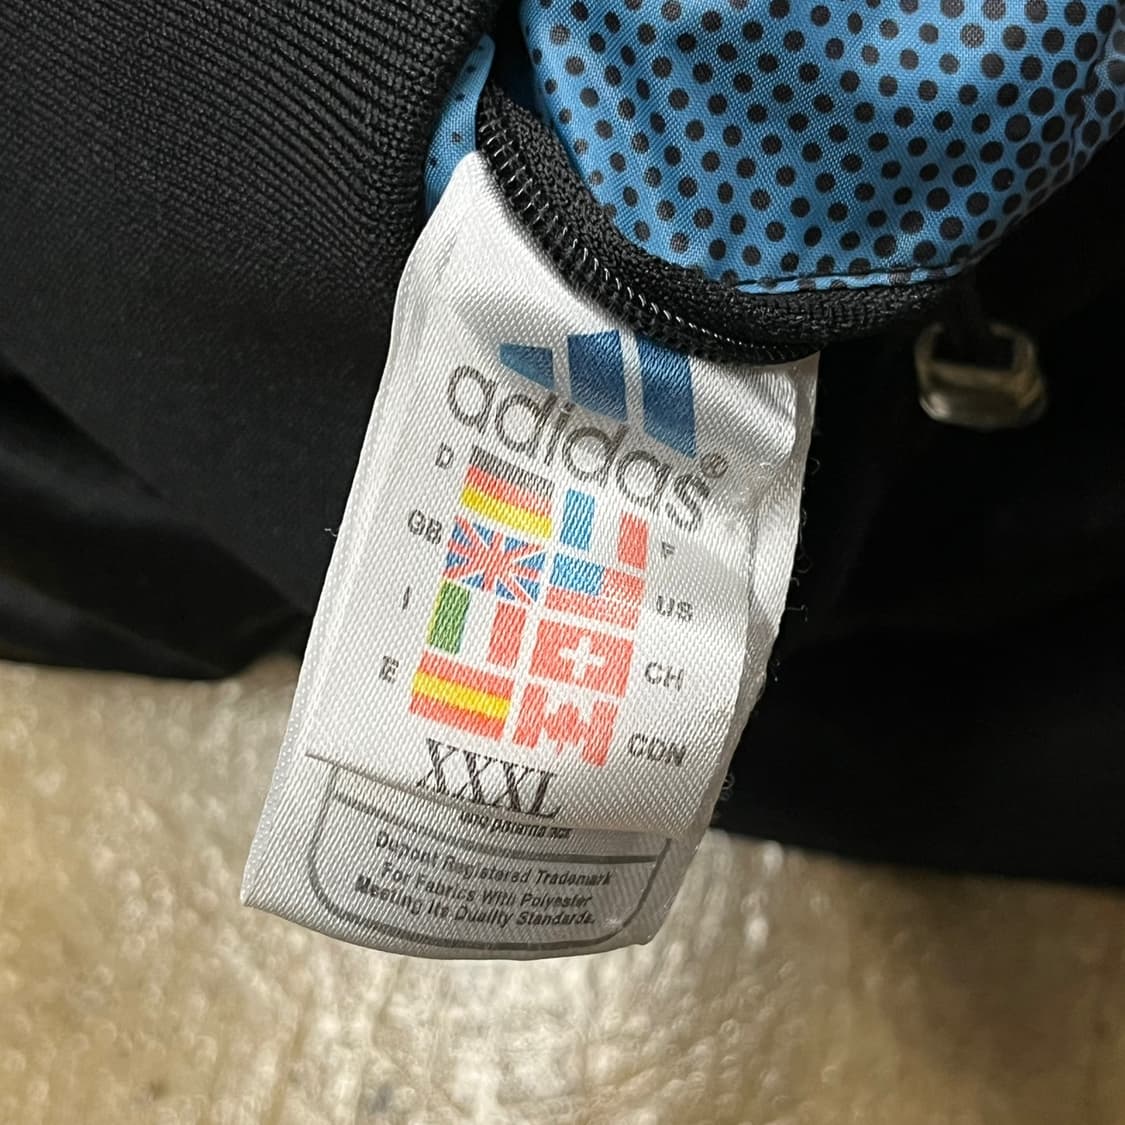 adidas®
D
F
GB
US
I
CH
E
CDN
XXXL
Dupont Registered Trademark
For Fabrics With Polyester
Meeting Its Quality Standards.